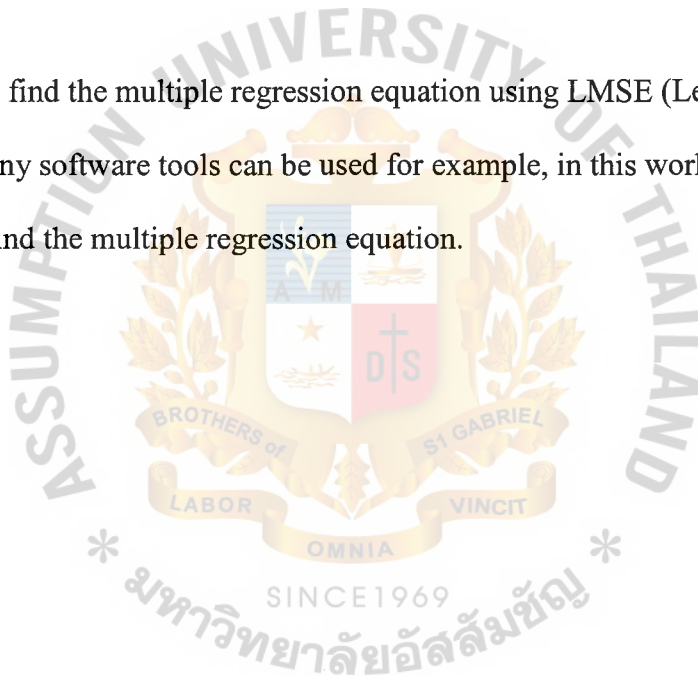 find the multiple regression equation using LMSE (Le
ny software tools can be used for example, in this work
nd the multiple regression equation.
ASSUMPTION UNIVERSITY OF THAILAND
A M
D S
BROTHERS of ST GABRIEL
LABOR OMNIA VINCIT
SINCE1969
* มหาวิทยาลัยอัสสัมชัญ *